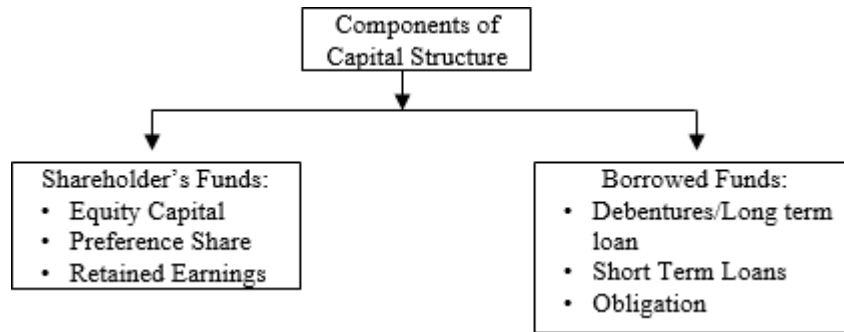 Components of
Capital Structure
Shareholder’s Funds:
• Equity Capital
• Preference Share
• Retained Earnings
Borrowed Funds:
• Debentures/Long term
loan
• Short Term Loans
• Obligation